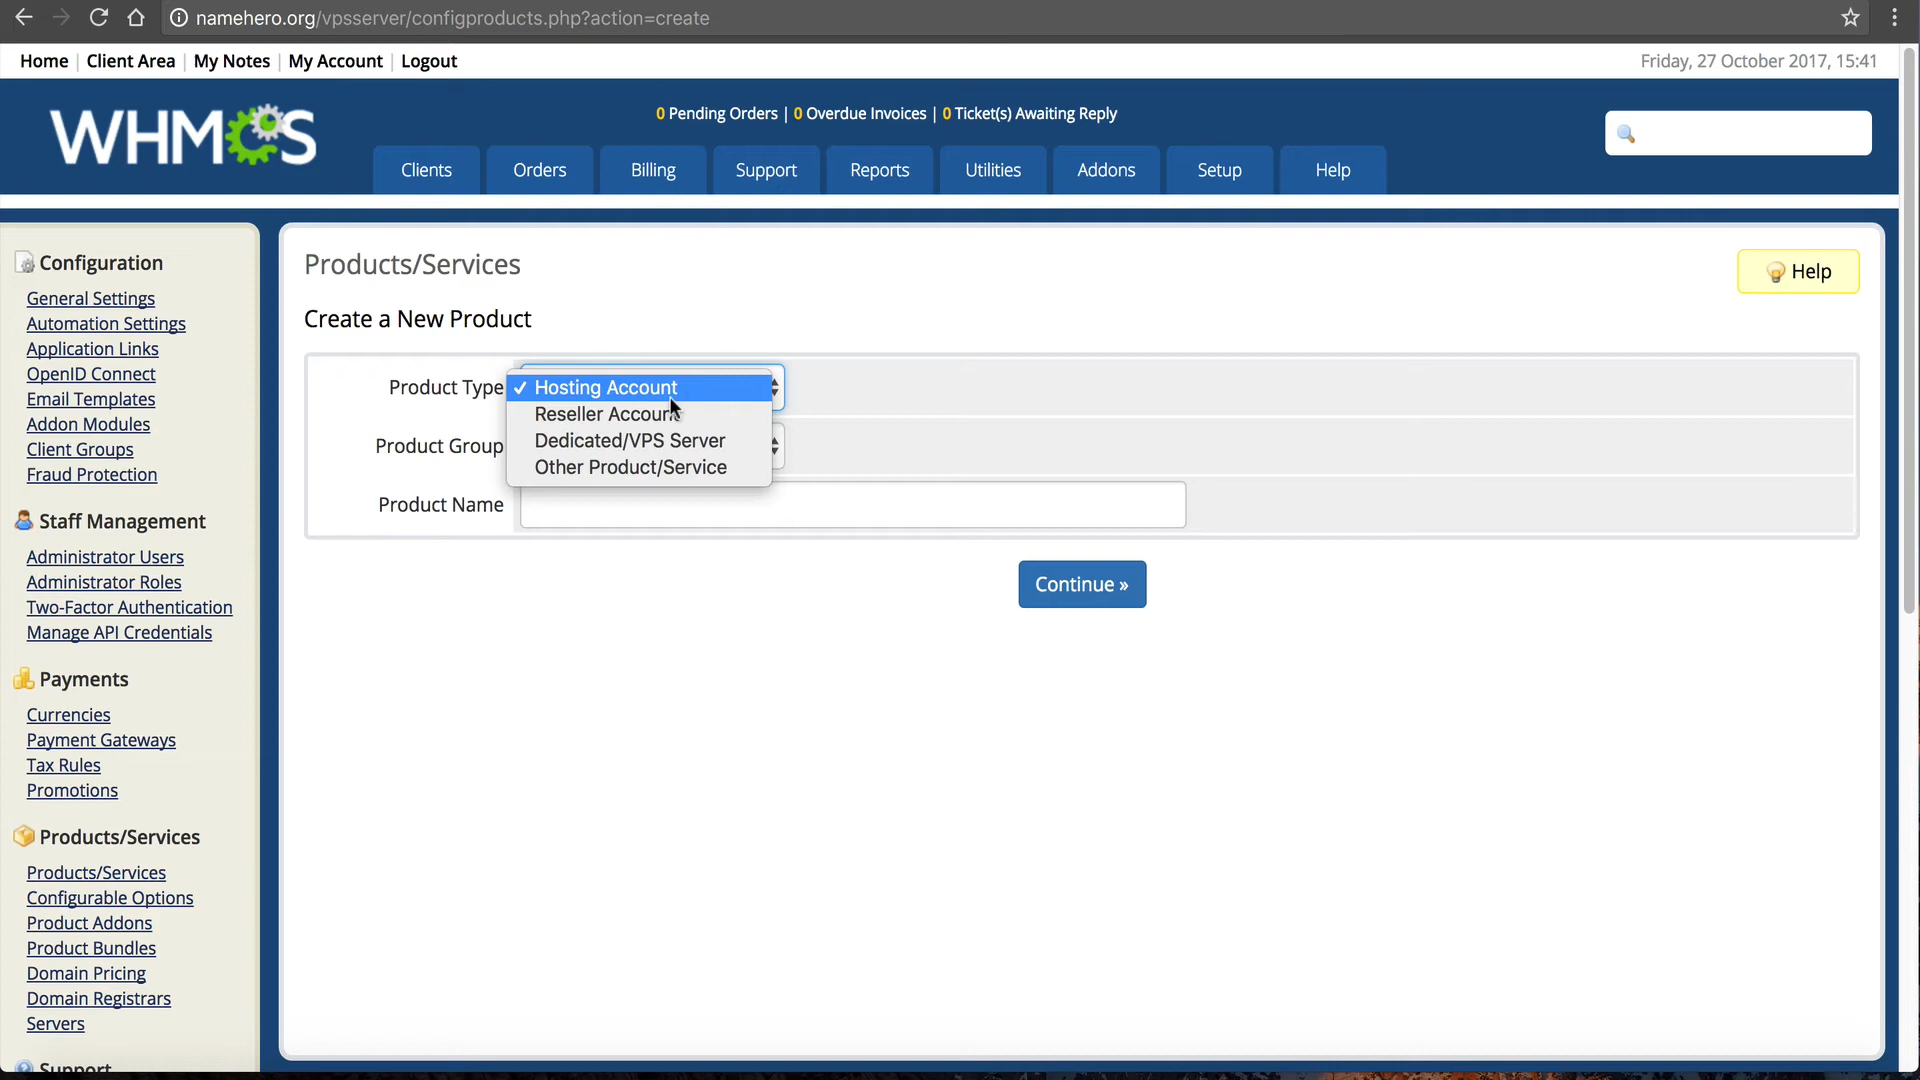 namehero.org/vpsserver/configproducts.php?action=create
Home | Client Area | My Notes | My Account | Logout
Friday, 27 October 2017, 15:41
WHMCS
0 Pending Orders | 0 Overdue Invoices | 0 Ticket(s) Awaiting Reply
Clients
Orders
Billing
Support
Reports
Utilities
Addons
Setup
Help
Configuration
General Settings
Automation Settings
Application Links
OpenID Connect
Email Templates
Addon Modules
Client Groups
Fraud Protection
Staff Management
Administrator Users
Administrator Roles
Two-Factor Authentication
Manage API Credentials
Payments
Currencies
Payment Gateways
Tax Rules
Promotions
Products/Services
Products/Services
Configurable Options
Product Addons
Product Bundles
Domain Pricing
Domain Registrars
Servers
Support
Products/Services
Help
Create a New Product
Product Type
✓ Hosting Account
Reseller Account
Dedicated/VPS Server
Other Product/Service
Product Group
Product Name
Continue »